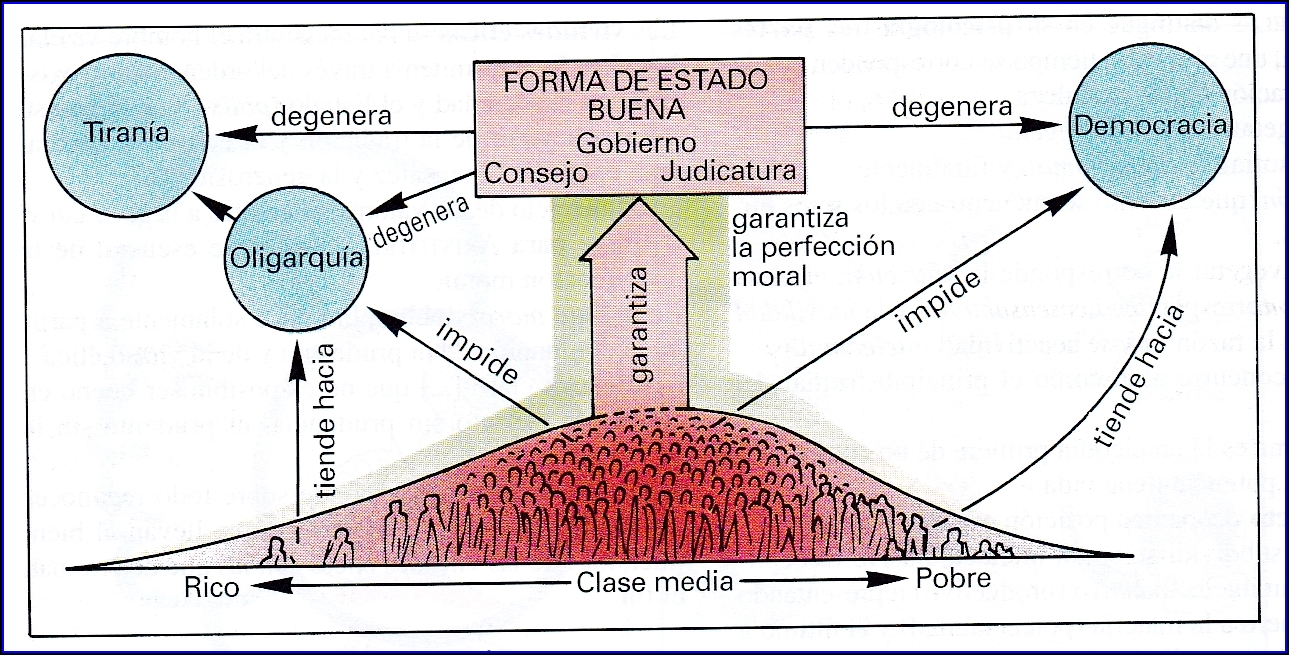 FORMA DE ESTADO
BUENA
Gobierno
Consejo
Judicatura
Tiranía
degenera
degenera
Democracia
degenera
Oligarquía
garantiza
la perfección
moral
garantiza
impide
impide
tiende hacia
tiende hacia
Rico
Clase media
Pobre